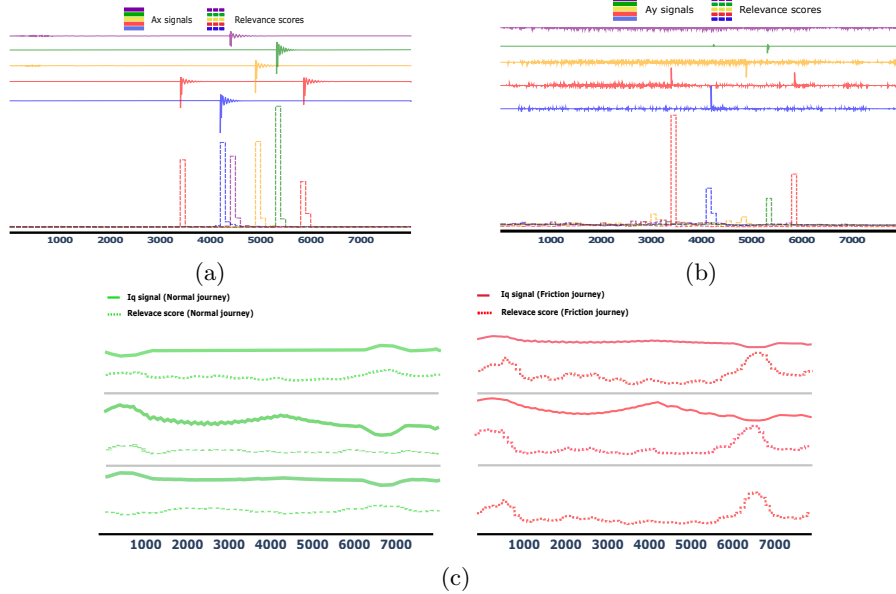 Ax signals Relevance scores
Ay signals Relevance scores
1000 2000 3000 4000 5000 6000 7000
1000 2000 3000 4000 5000 6000 7000
(a)
(b)
Iq signal (Normal journey)
Relevace score (Normal journey)
Iq signal (Friction journey)
Relevace score (Friction journey)
1000 2000 3000 4000 5000 6000 7000
1000 2000 3000 4000 5000 6000 7000
(c)